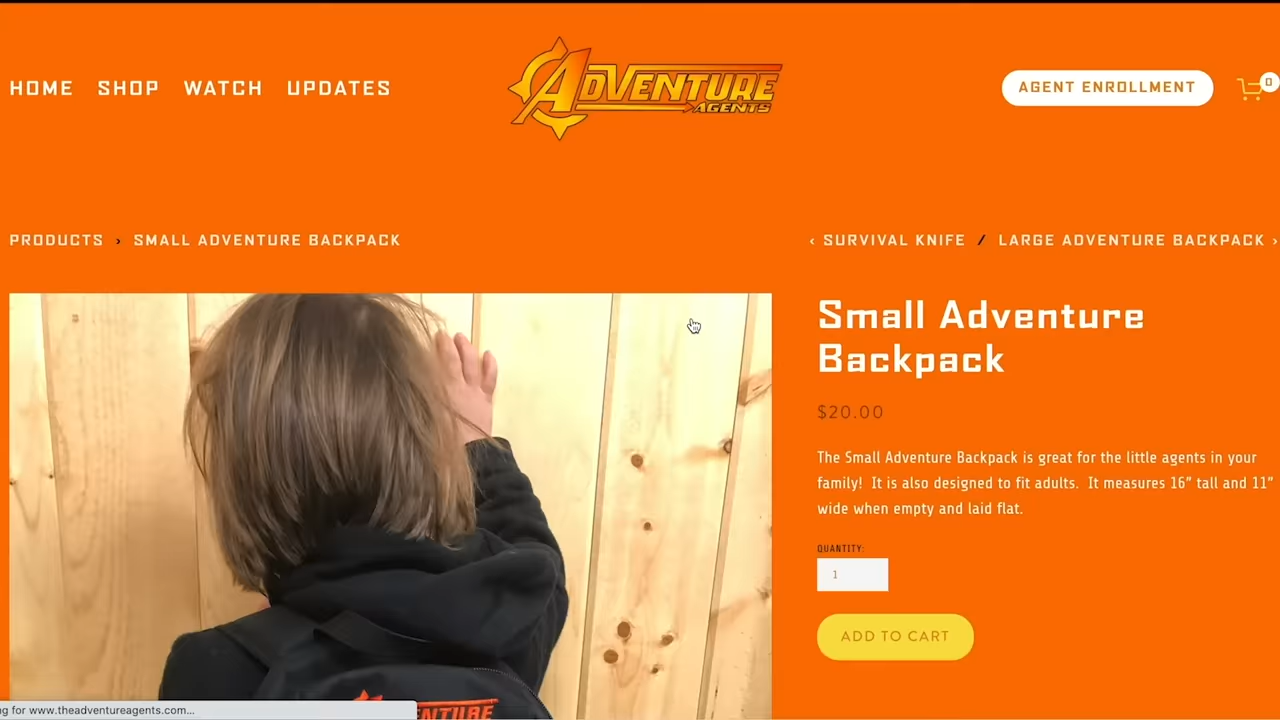 HOME SHOP WATCH UPDATES
ADVENTURE
AGENTS
AGENT ENROLLMENT
0
PRODUCTS › SMALL ADVENTURE BACKPACK
‹ SURVIVAL KNIFE / LARGE ADVENTURE BACKPACK ›
Small Adventure
Backpack
$20.00
The Small Adventure Backpack is great for the little agents in your
family! It is also designed to fit adults. It measures 16" tall and 11"
wide when empty and laid flat.
QUANTITY:
1
ADD TO CART
ENTURE
ng for www.theadventureagents.com...